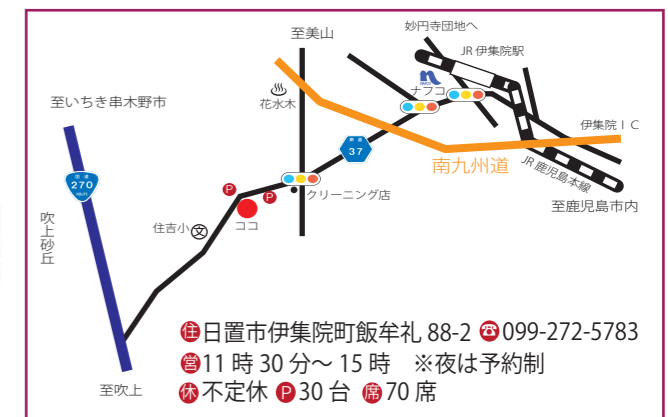 至美山
妙円寺団地へ
JR 伊集院駅
ナフコ
花水木
至いちき串木野市
伊集院ＩＣ
37
南九州道
JR 鹿児島本線
国道
270
至鹿児島市内
P
P
クリーニング店
住吉小
文
ココ
吹上砂丘
至吹上
住日置市伊集院町飯牟礼 88-2 ☎099-272-5783
営11 時 30 分～ 15 時　※夜は予約制
休不定休 P30 台 席70 席